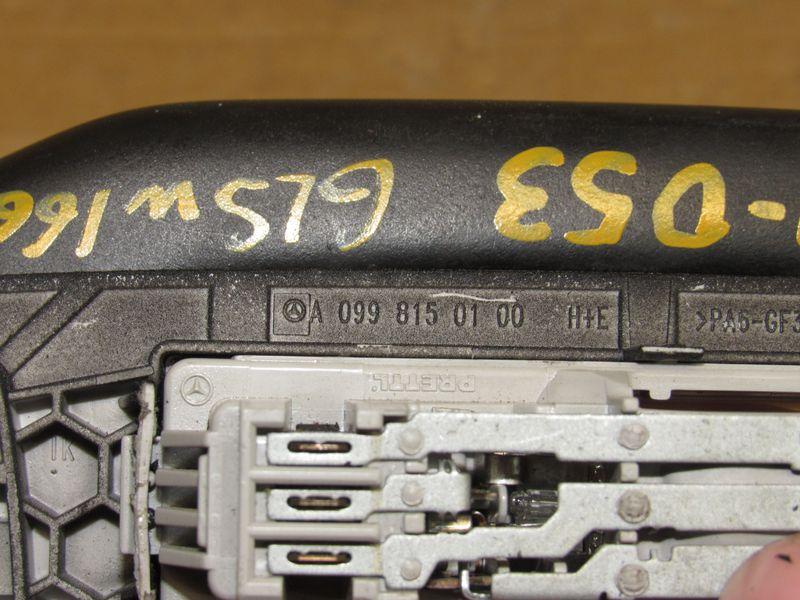 -053 GLSW166
A 099 815 01 00 H+E >PA6-GF3
PRETTL